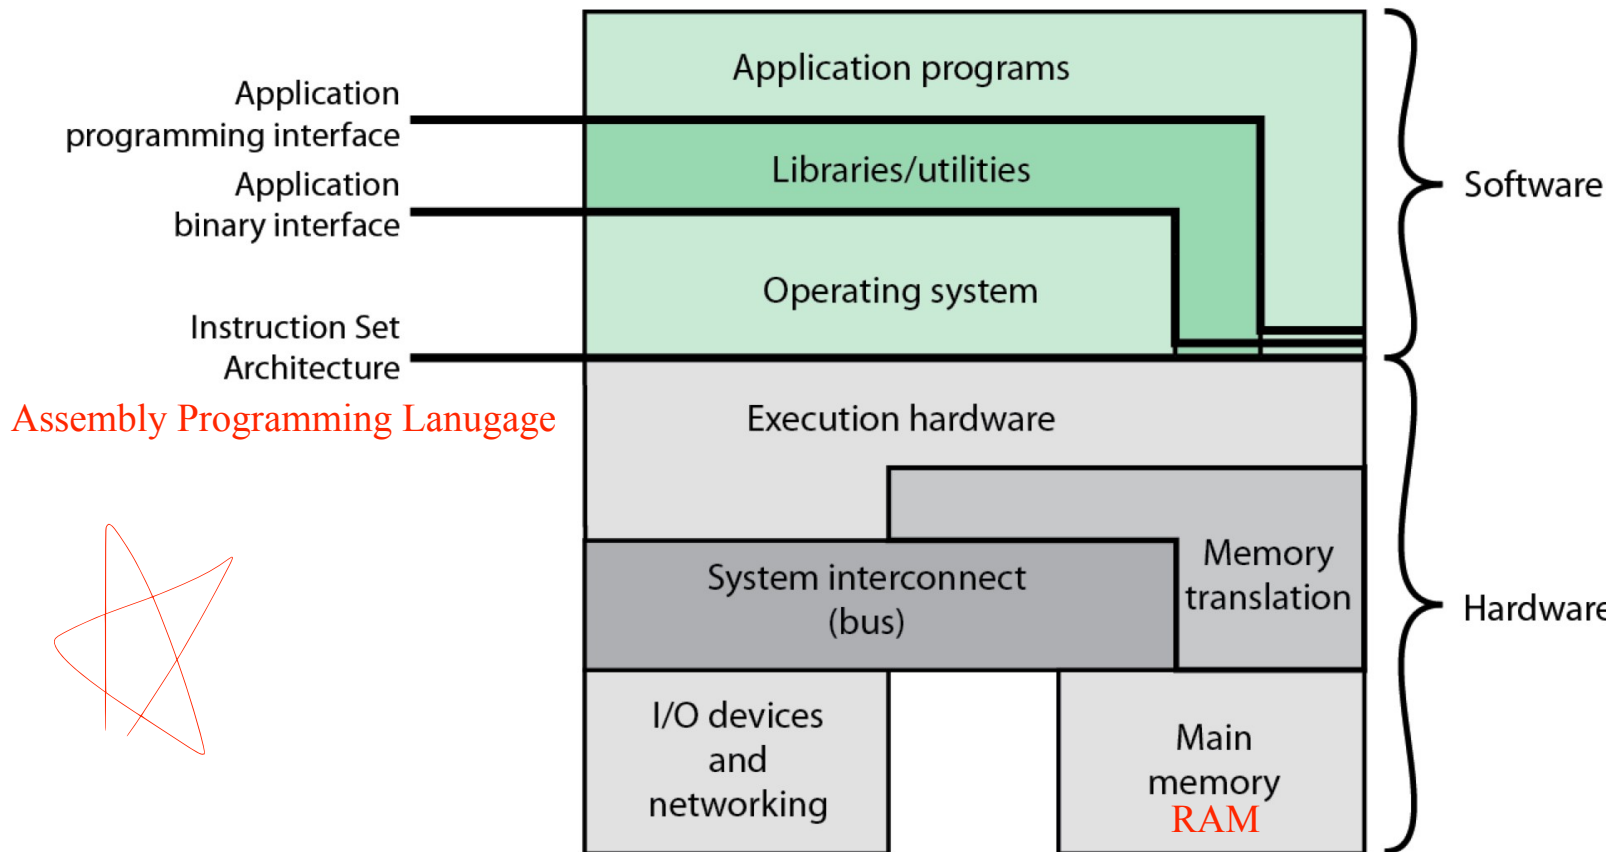 Application programs
Application
programming interface
Libraries/utilities
Application
binary interface
Software
Operating system
Instruction Set
Architecture
Assembly Programming Lanugage
Execution hardware
Memory
translation
System interconnect
(bus)
Hardware
I/O devices
and
networking
Main
memory
RAM